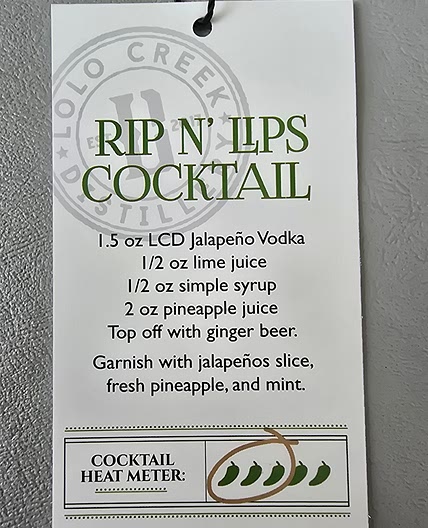 LOLO CREEK DISTILLERY
RIP N' LIPS
COCKTAIL
1.5 oz LCD Jalapeño Vodka
1/2 oz lime juice
1/2 oz simple syrup
2 oz pineapple juice
Top off with ginger beer.
Garnish with jalapeños slice,
fresh pineapple, and mint.
COCKTAIL
HEAT METER: